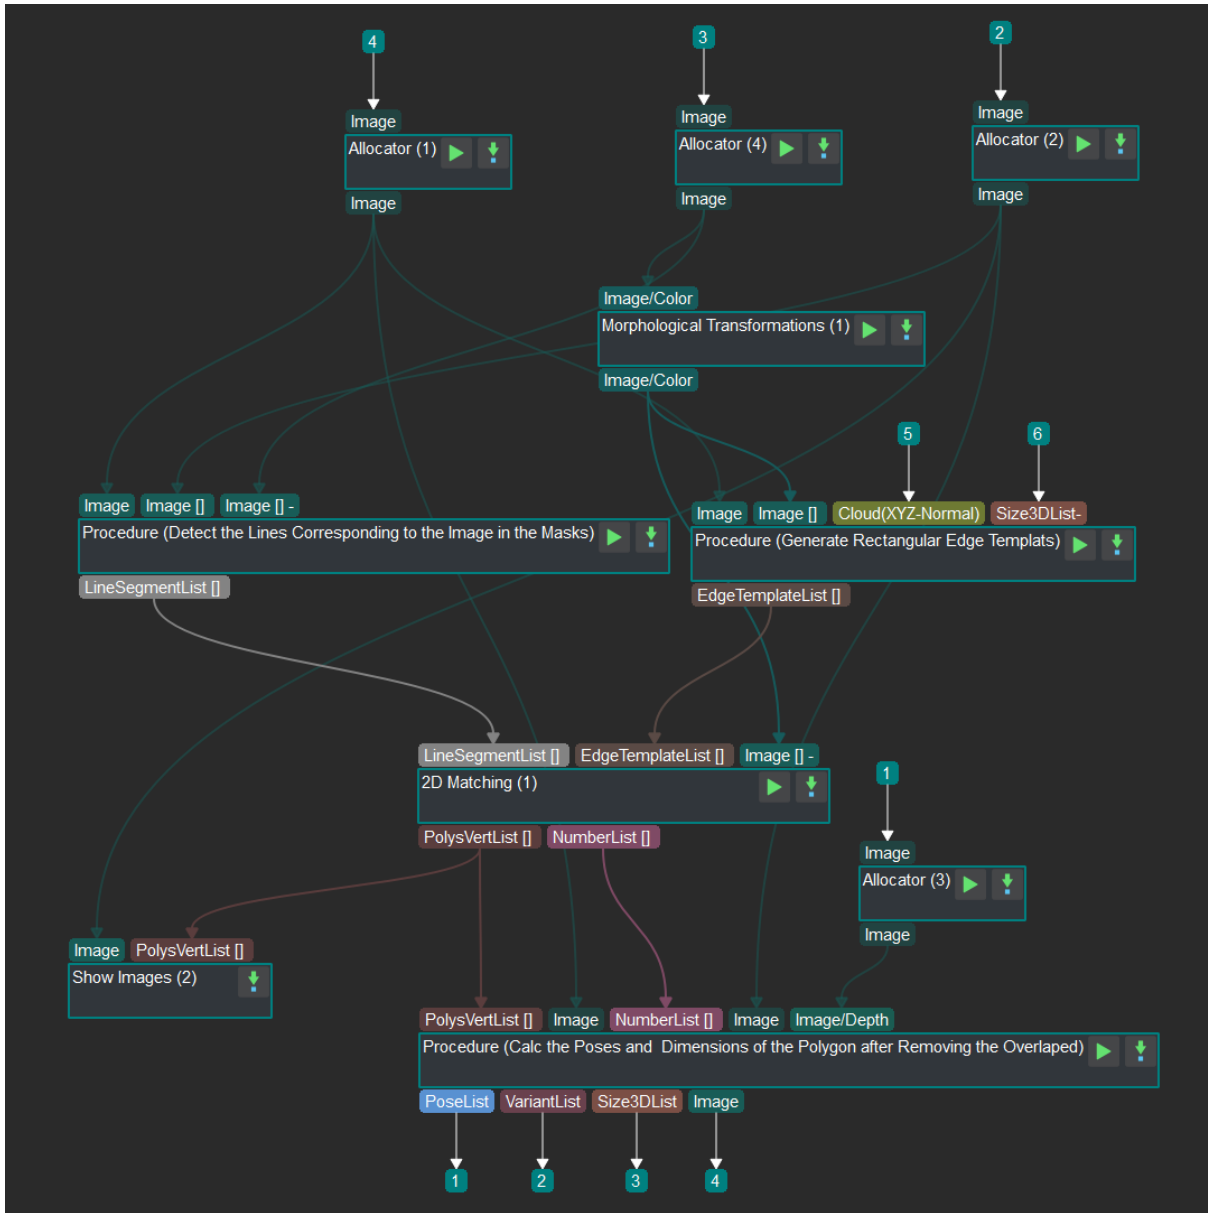 4
3
2
Image
Image
Image
Allocator (1)
Allocator (4)
Allocator (2)
Image
Image
Image
Image/Color
Morphological Transformations (1)
Image/Color
5
6
Image
Image []
Image [] -
Procedure (Detect the Lines Corresponding to the Image in the Masks)
LineSegmentList []
Image
Image []
Cloud(XYZ-Normal)
Size3DList-
Procedure (Generate Rectangular Edge Templats)
EdgeTemplateList []
LineSegmentList []
EdgeTemplateList []
Image [] -
2D Matching (1)
PolysVertList []
NumberList []
1
Image
Allocator (3)
Image
Image
PolysVertList []
Show Images (2)
PolysVertList []
Image
NumberList []
Image
Image/Depth
Procedure (Calc the Poses and  Dimensions of the Polygon after Removing the Overlaped)
PoseList
VariantList
Size3DList
Image
1
2
3
4